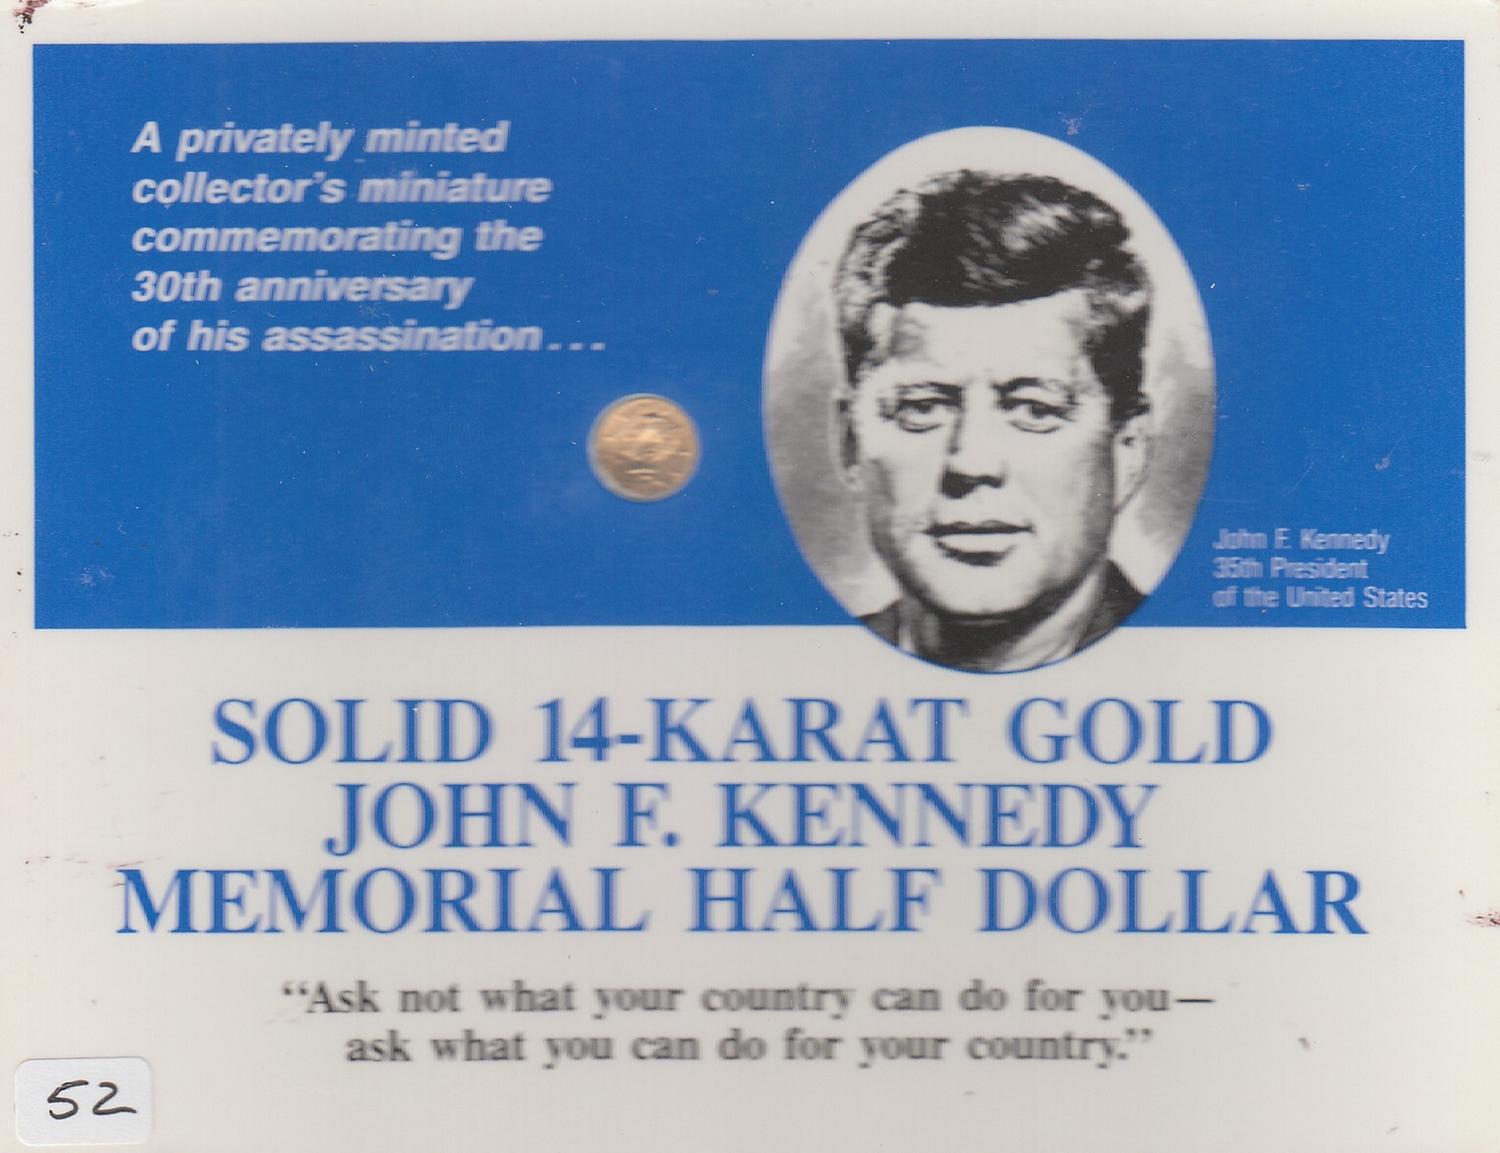 A privately minted
collector's miniature
commemorating the
30th anniversary
of his assassination...
John F. Kennedy
35th President
of the United States
SOLID 14-KARAT GOLD
JOHN F. KENNEDY
MEMORIAL HALF DOLLAR
“Ask not what your country can do for you—
ask what you can do for your country.”
52